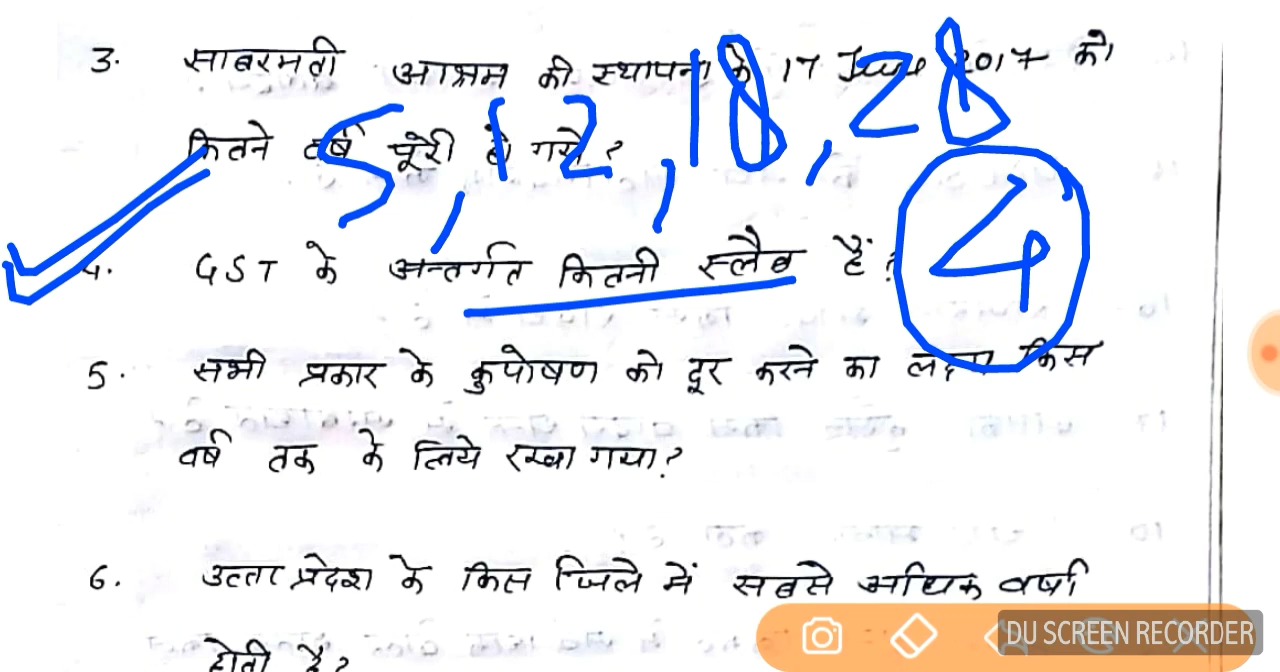 3. साबरमती आश्रम की स्थापना के 17 June 2017 को
कितने वर्ष पूरी हो गये?
5, 12, 18, 28
४. GST के अन्तर्गत कितनी स्लैब हैं?
4
5. सभी प्रकार के कुपोषण को दूर करने का लक्ष्य किस
वर्ष तक के लिये रखा गया?
6. उत्तर प्रदेश के किस जिले में सबसे अधिक वर्षा
होती है?
DU SCREEN RECORDER